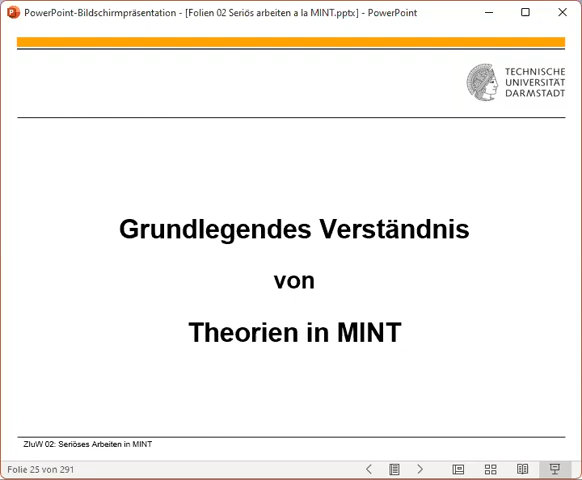 PowerPoint-Bildschirmpräsentation - [Folien 02 Seriös arbeiten a la MINT.pptx] - PowerPoint
TECHNISCHE
UNIVERSITÄT
DARMSTADT
Grundlegendes Verständnis
von
Theorien in MINT
ZIuW 02: Seriöses Arbeiten in MINT
Folie 25 von 291